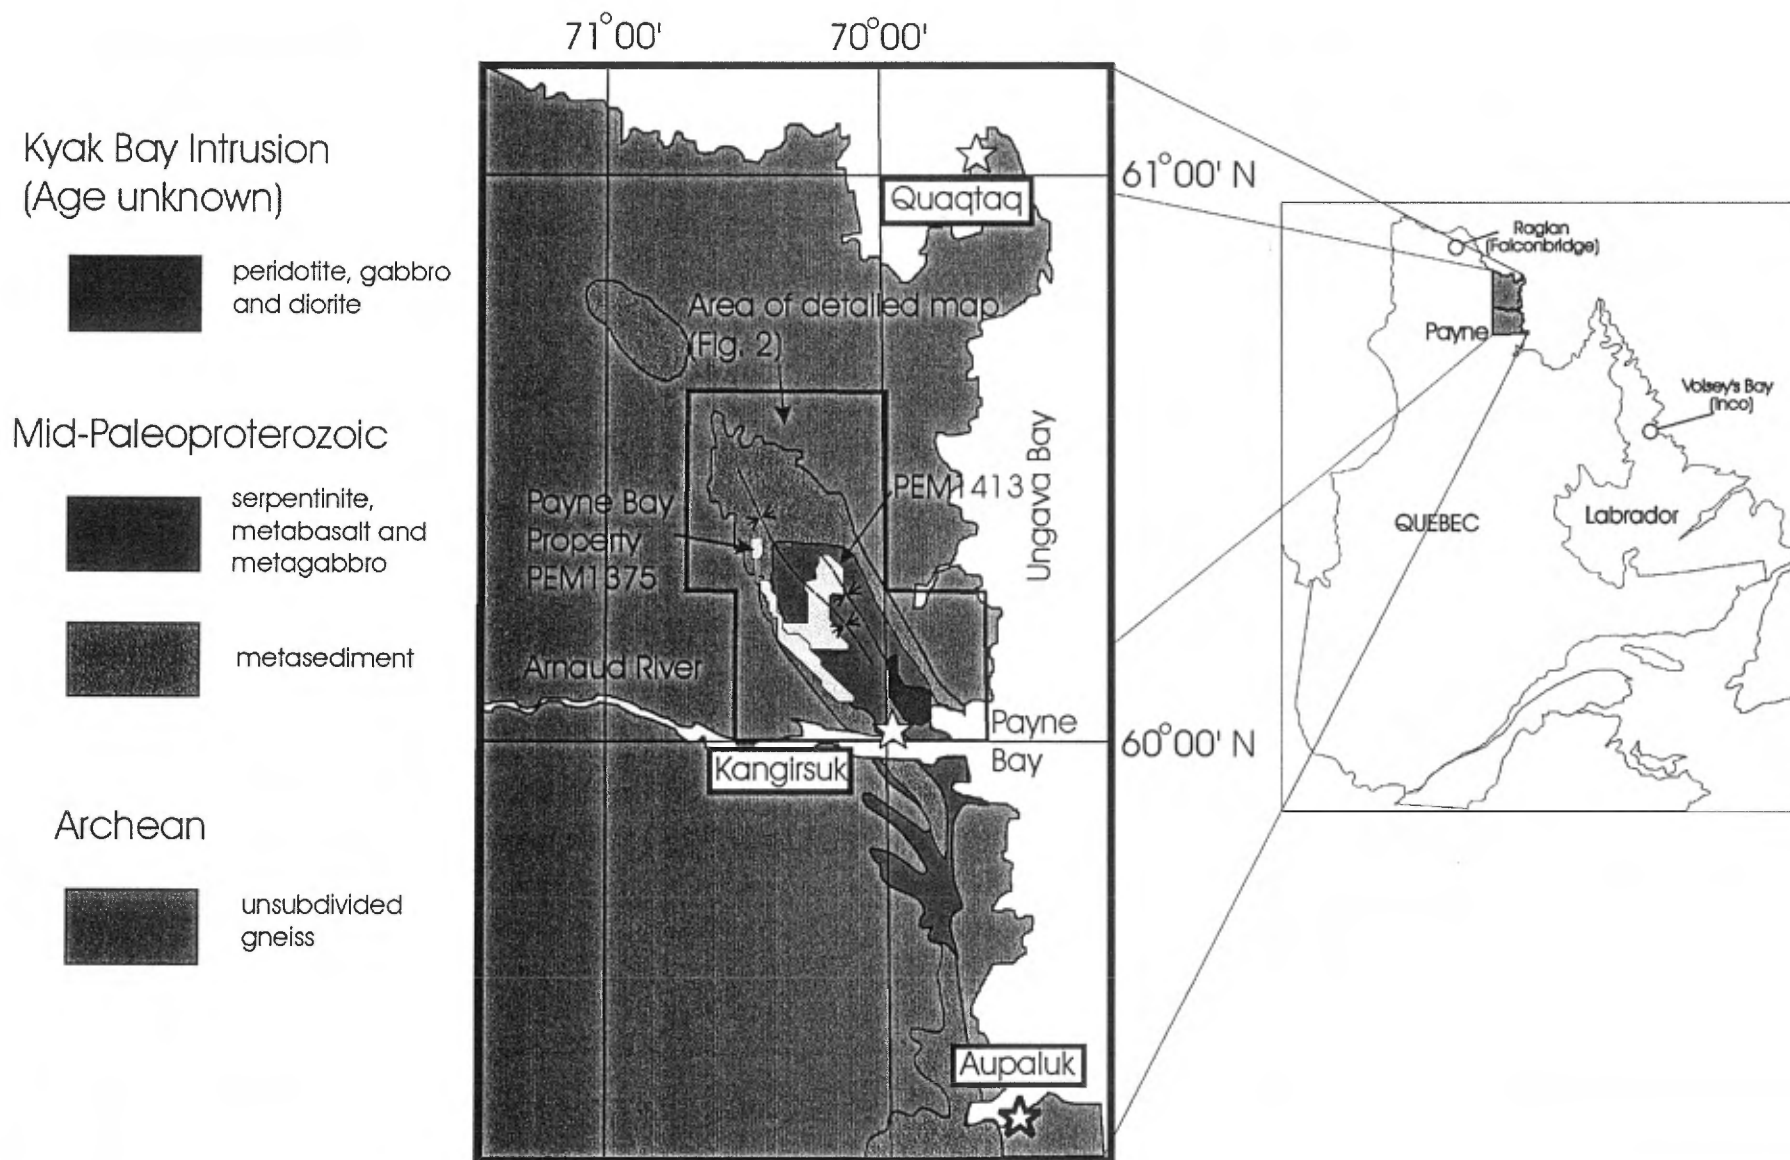 71°00'
70°00'
Kyak Bay Intrusion
(Age unknown)
peridotite, gabbro
and diorite
Mid-Paleoproterozoic
serpentinite,
metabasalt and
metagabbro
metasediment
Archean
unsubdivided
gneiss
Quaqtaq
61°00' N
Area of detailed map
(Fig. 2)
Payne Bay
Property
PEM1375
PEM1413
Ungava Bay
Arnaud River
Payne
Bay
Kangirsuk
60°00' N
Aupaluk
Raglan
(Falconbridge)
Payne
Voisey's Bay
(Inco)
QUEBEC
Labrador